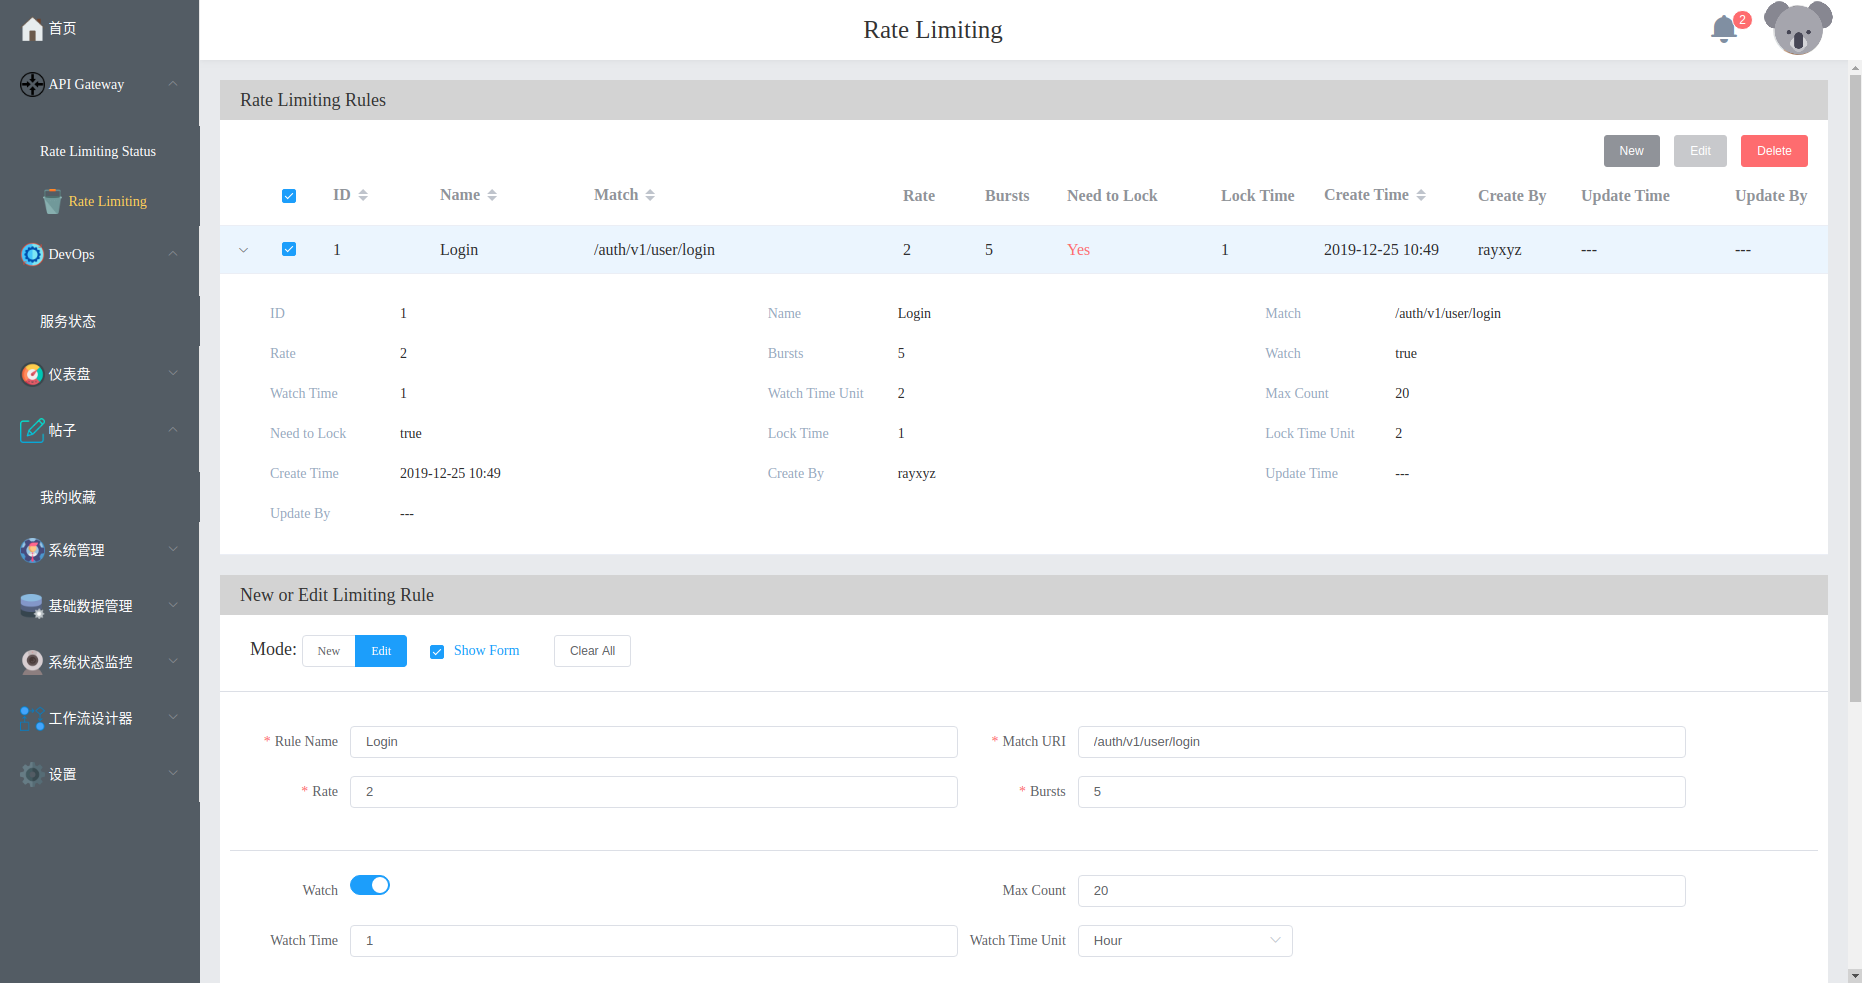 首页
API Gateway
Rate Limiting Status
Rate Limiting
DevOps
服务状态
仪表盘
帖子
我的收藏
系统管理
基础数据管理
系统状态监控
工作流设计器
设置
Rate Limiting
2
Rate Limiting Rules
New Edit Delete
ID Name Match Rate Bursts Need to Lock Lock Time Create Time Create By Update Time Update By
1 Login /auth/v1/user/login 2 5 Yes 1 2019-12-25 10:49 rayxyz --- ---
ID 1 Name Login Match /auth/v1/user/login
Rate 2 Bursts 5 Watch true
Watch Time 1 Watch Time Unit 2 Max Count 20
Need to Lock true Lock Time 1 Lock Time Unit 2
Create Time 2019-12-25 10:49 Create By rayxyz Update Time ---
Update By ---
New or Edit Limiting Rule
Mode: New Edit Show Form Clear All
* Rule Name Login * Match URI /auth/v1/user/login
* Rate 2 * Bursts 5
Watch Max Count 20
Watch Time 1 Watch Time Unit Hour